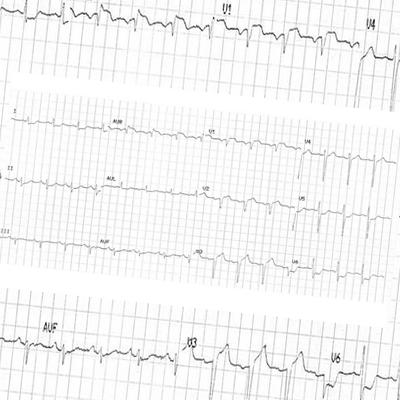 V1
V4
I AVR V1 V4
II AVL V2 V5
III AVF V3 V6
AVF V3 V6